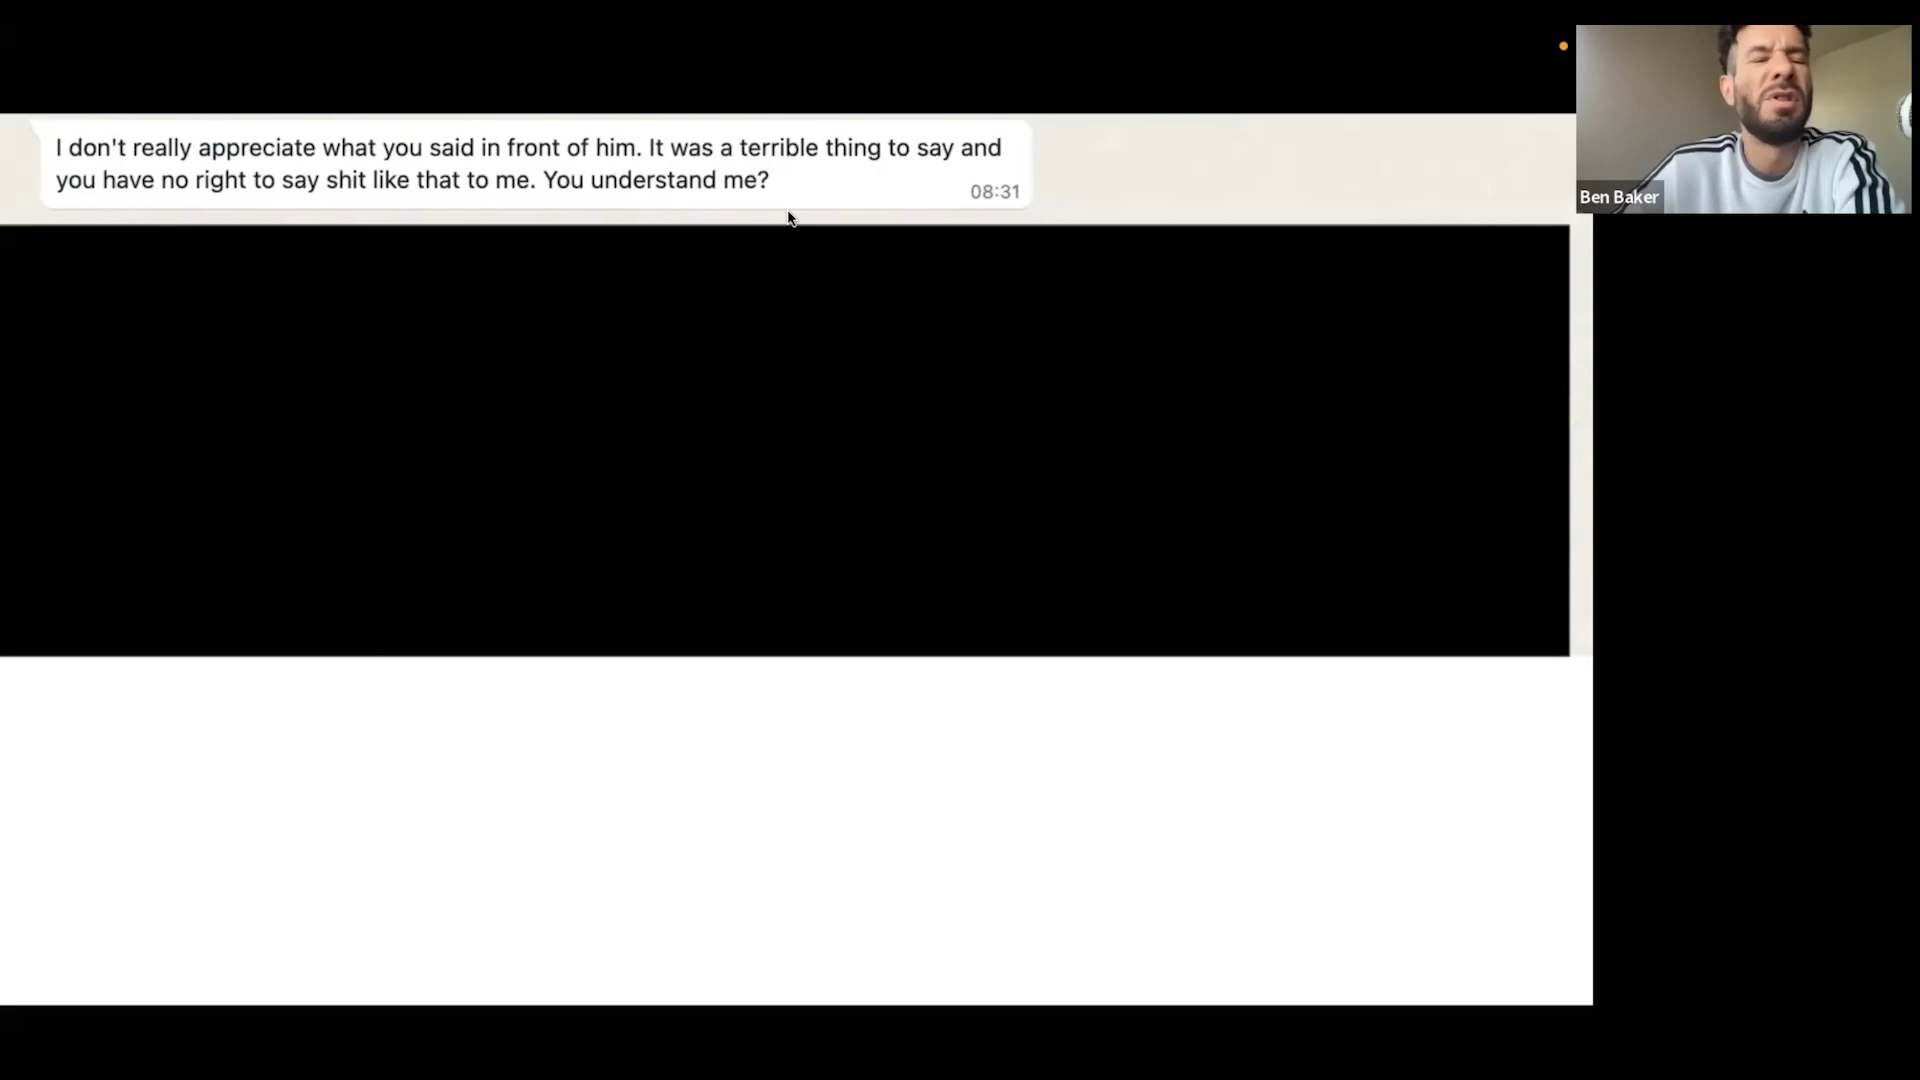 I don't really appreciate what you said in front of him. It was a terrible thing to say and
you have no right to say shit like that to me. You understand me?
08:31
Ben Baker